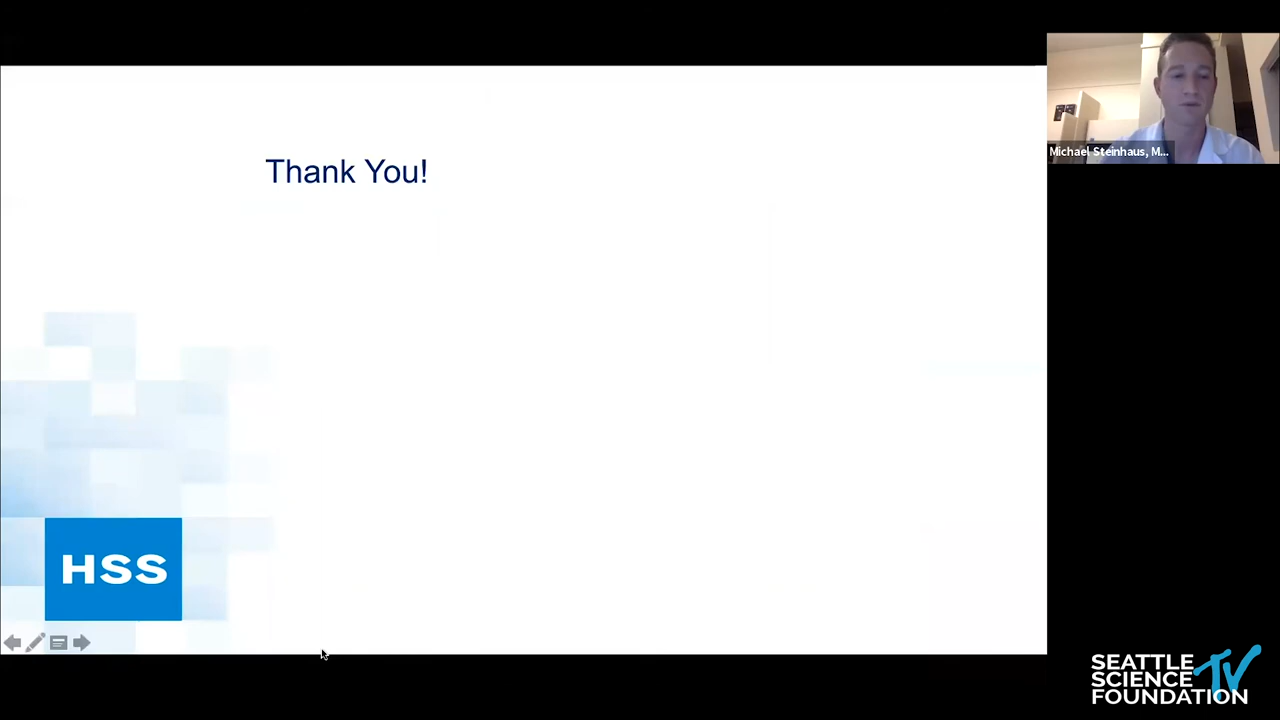 Thank You!
Michael Steinhaus, M...
HSS
SEATTLE
SCIENCE
FOUNDATION
TV